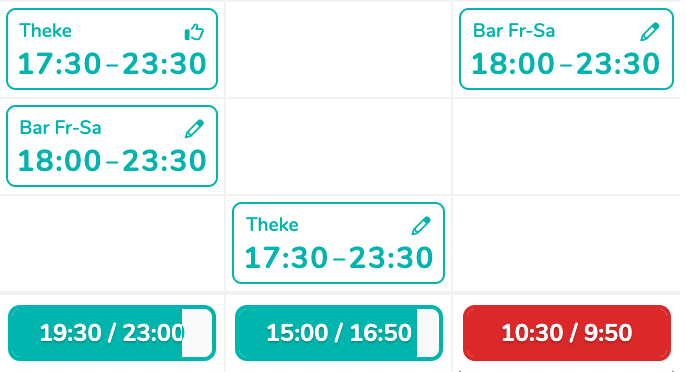 Theke
17:30 – 23:30
Bar Fr-Sa
18:00 – 23:30
Bar Fr-Sa
18:00 – 23:30
Theke
17:30 – 23:30
19:30 / 23:00
15:00 / 16:50
10:30 / 9:50